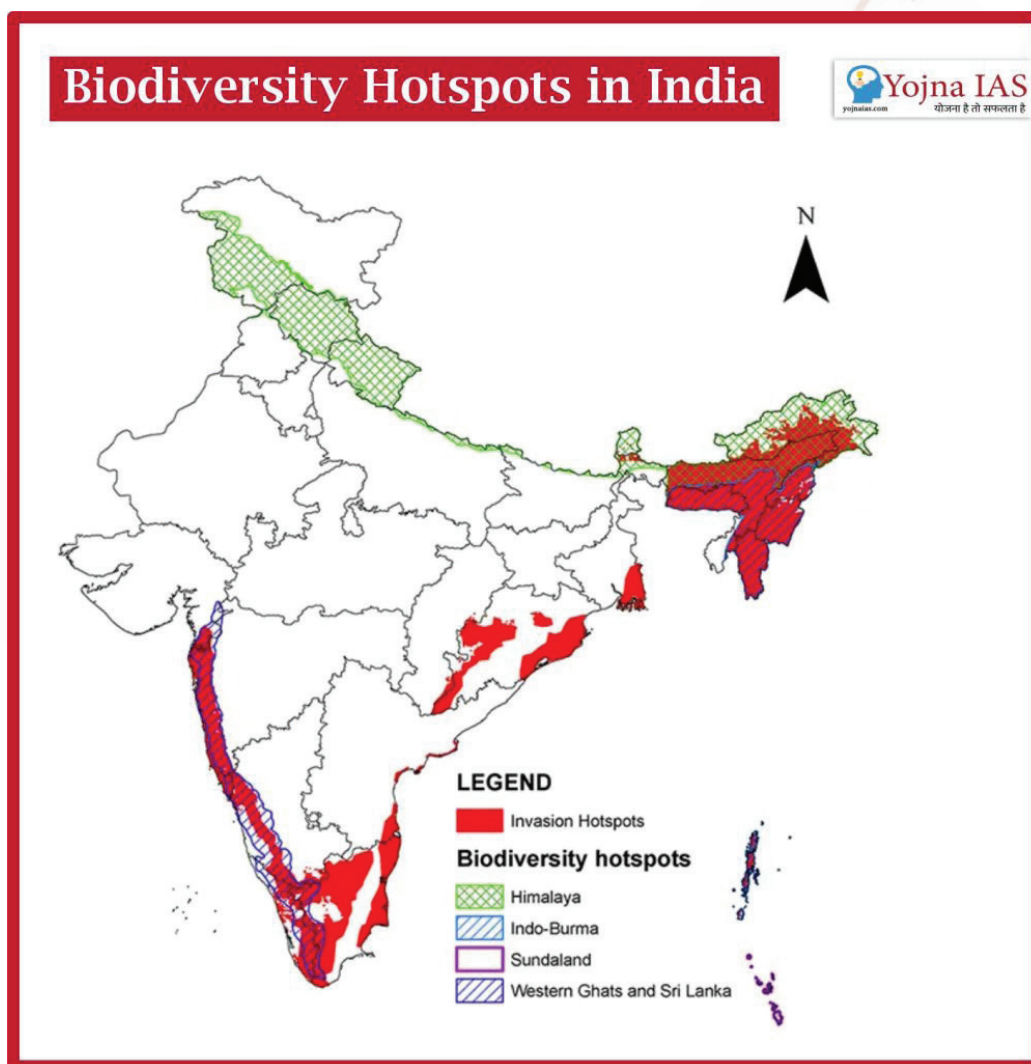 Biodiversity Hotspots in India
Yojna IAS
yojnaias.com
योजना है तो सफलता है
N
LEGEND
Invasion Hotspots
Biodiversity hotspots
Himalaya
Indo-Burma
Sundaland
Western Ghats and Sri Lanka